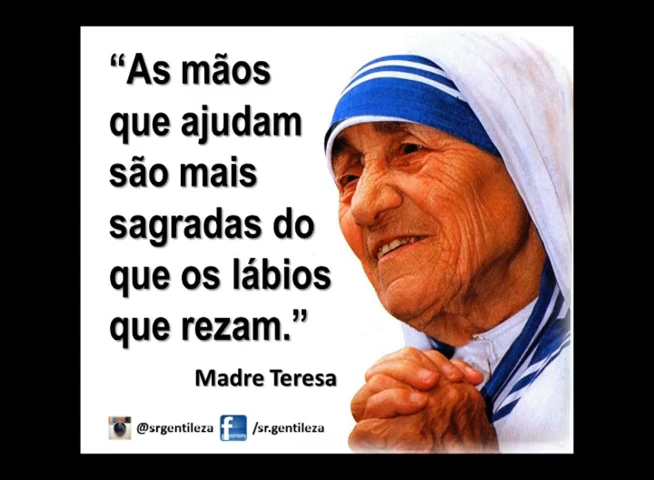 “As mãos
que ajudam
são mais
sagradas do
que os lábios
que rezam.”
Madre Teresa
@srgentileza /sr.gentileza